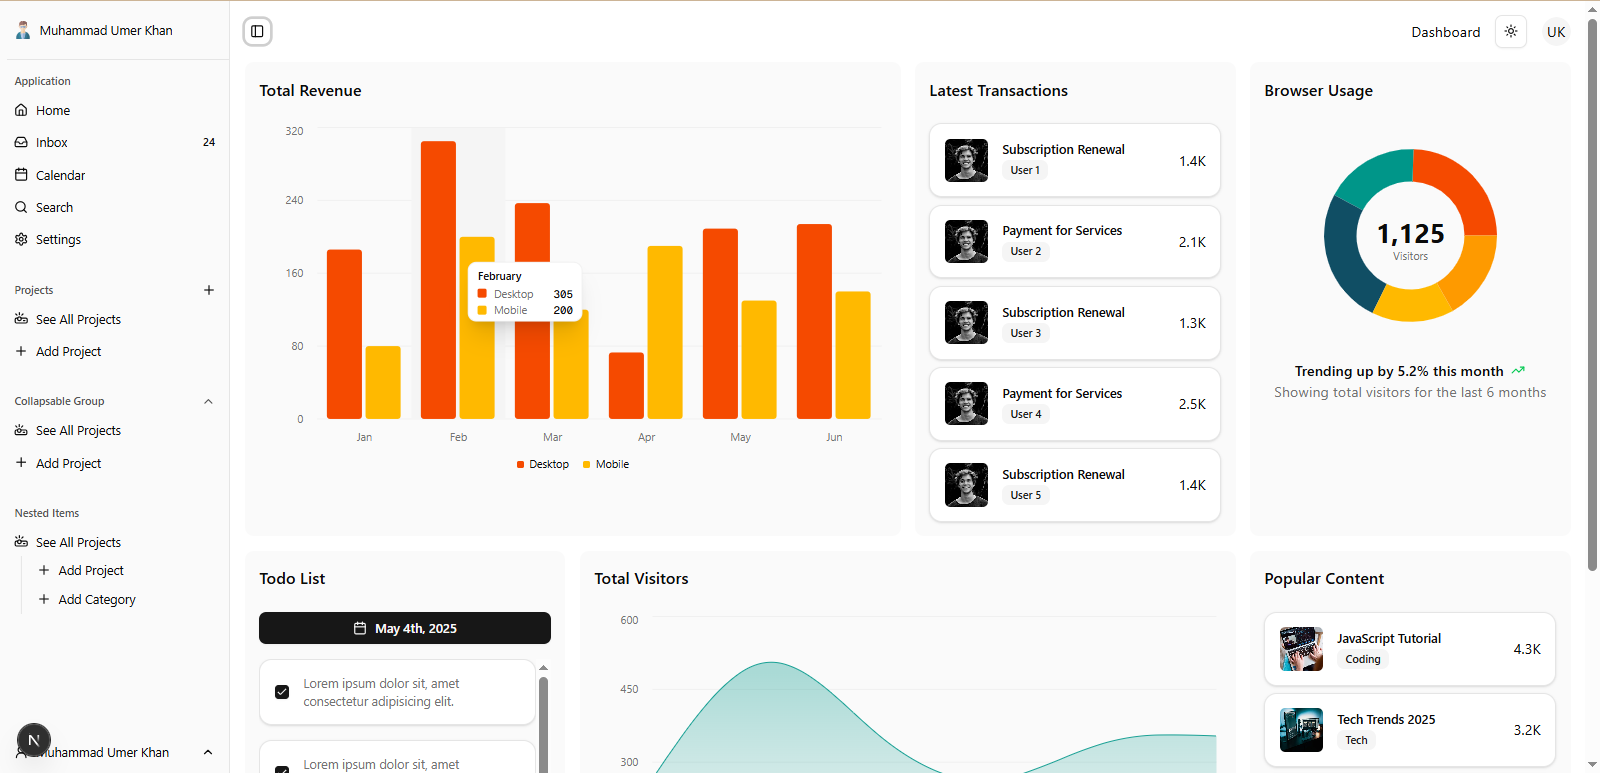 Muhammad Umer Khan
Dashboard
UK
Application
Home
Inbox 24
Calendar
Search
Settings
Projects
See All Projects
Add Project
Collapsable Group
See All Projects
Add Project
Nested Items
See All Projects
Add Project
Add Category
N
uhammad Umer Khan
Total Revenue
320
240
160
80
0
Jan Feb Mar Apr May Jun
February
Desktop 305
Mobile 200
Desktop Mobile
Latest Transactions
Subscription Renewal
User 1
1.4K
Payment for Services
User 2
2.1K
Subscription Renewal
User 3
1.3K
Payment for Services
User 4
2.5K
Subscription Renewal
User 5
1.4K
Browser Usage
1,125
Visitors
Trending up by 5.2% this month
Showing total visitors for the last 6 months
Todo List
May 4th, 2025
Lorem ipsum dolor sit, amet
consectetur adipisicing elit.
Lorem ipsum dolor sit, amet
Total Visitors
600
450
300
Popular Content
JavaScript Tutorial
Coding
4.3K
Tech Trends 2025
Tech
3.2K